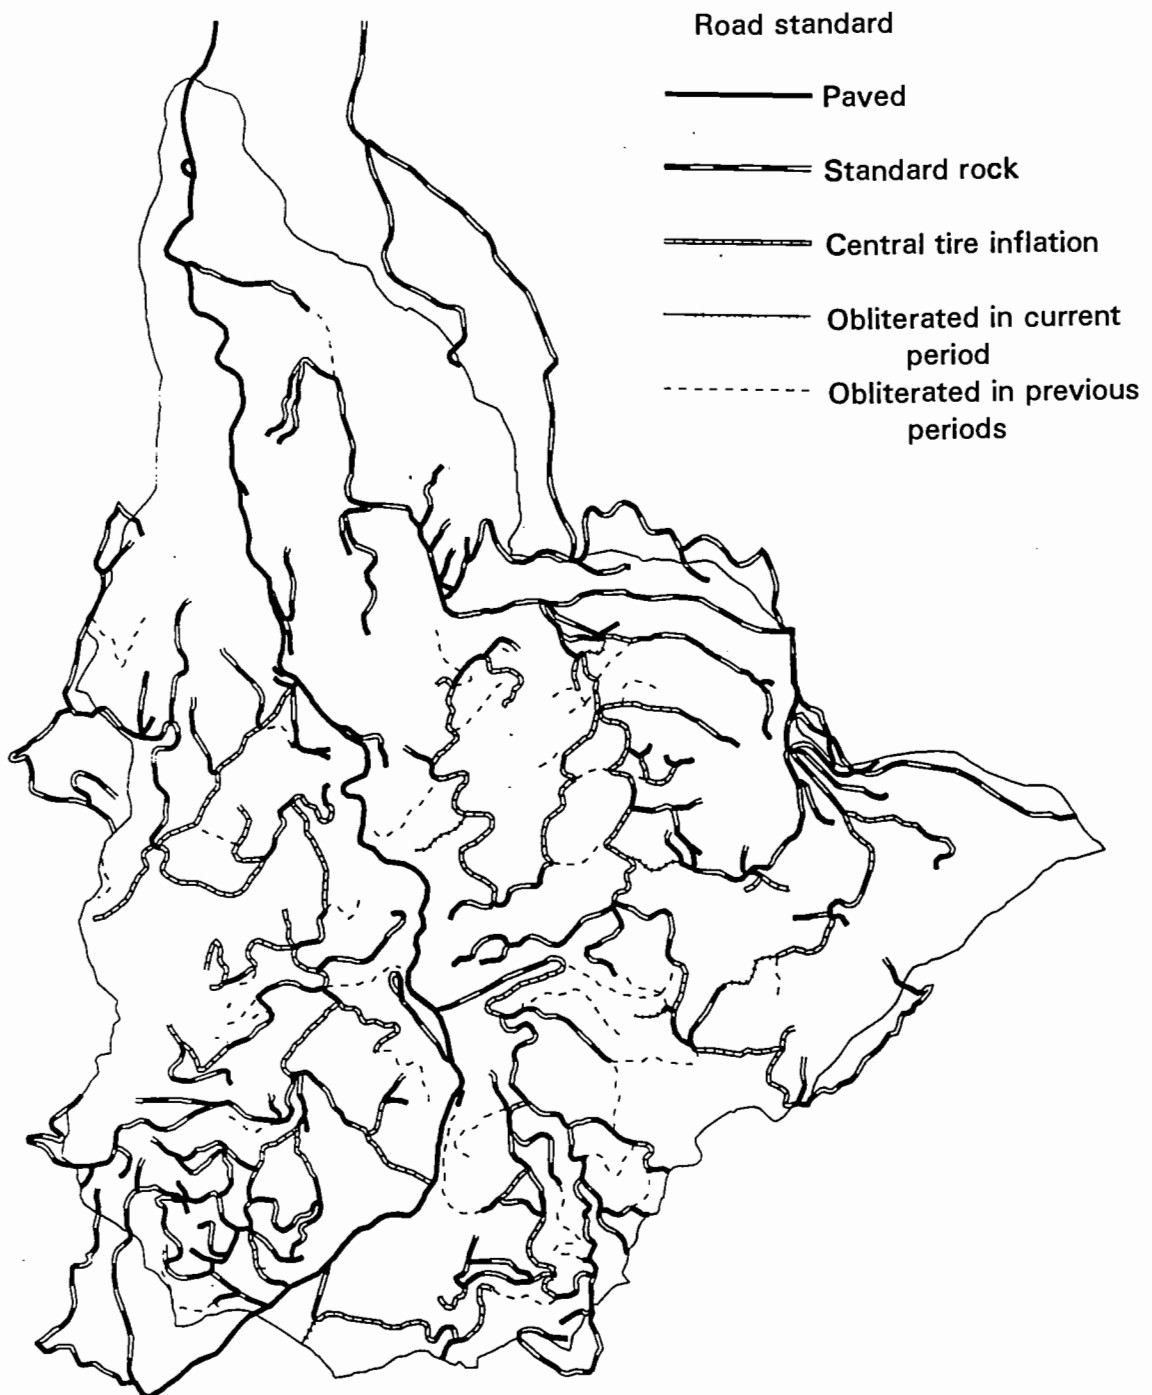 Road standard
Paved
Standard rock
Central tire inflation
Obliterated in current
period
Obliterated in previous
periods